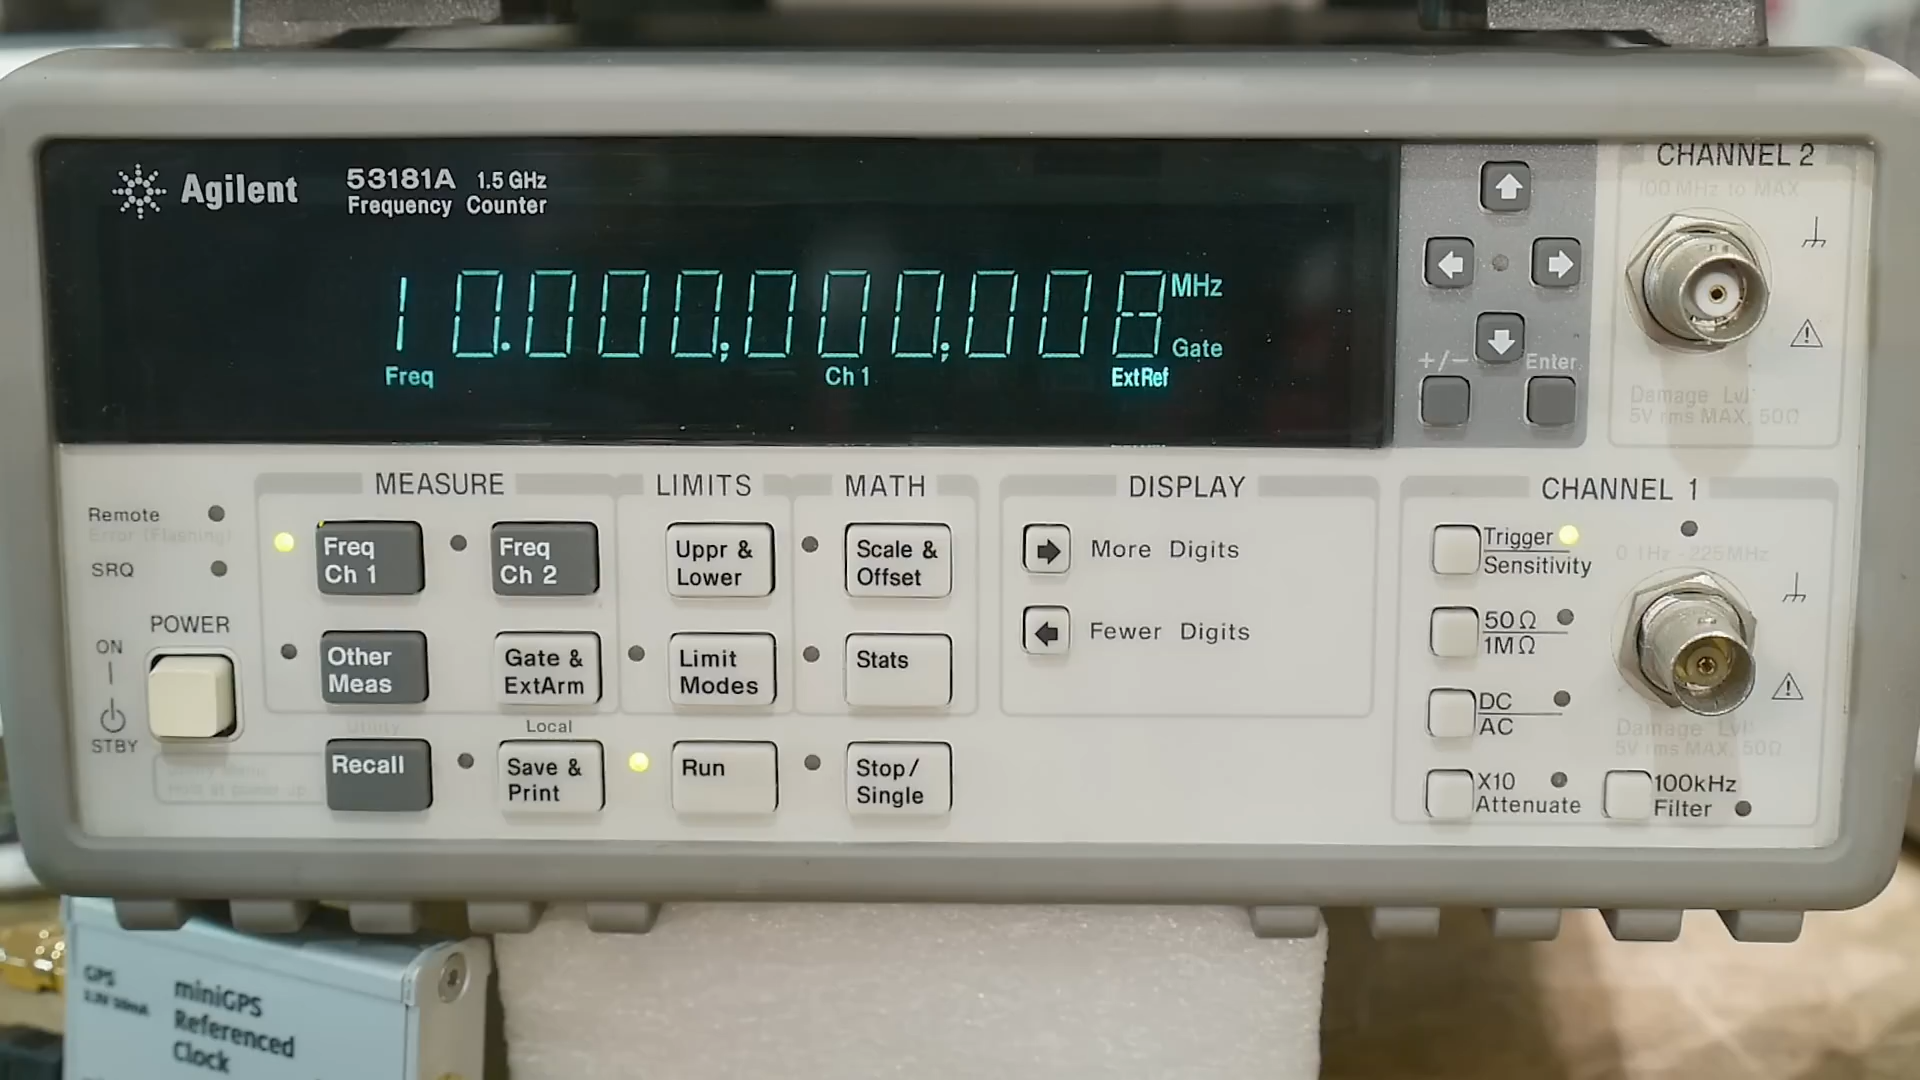 Agilent
53181A 1.5 GHz
Frequency Counter
10.000,000,008 MHz
Gate
Freq Ch 1 ExtRef
+/− Enter
CHANNEL 2
100 MHz to MAX
Damage Lvl:
5V rms MAX, 50Ω
MEASURE LIMITS MATH DISPLAY CHANNEL 1
Remote
Error (Flashing)
SRQ
POWER
ON
STBY
Freq
Ch 1
Freq
Ch 2
Uppr &
Lower
Scale &
Offset
More Digits
Other
Meas
Gate &
ExtArm
Limit
Modes
Stats
Fewer Digits
Utility
Local
Recall
Save &
Print
Run
Stop/
Single
Trigger
Sensitivity
0.1Hz - 225MHz
50 Ω
1M Ω
DC
AC
Damage Lvl:
5V rms MAX, 50Ω
X10
Attenuate
100kHz
Filter
GPS
miniGPS
Referenced
Clock